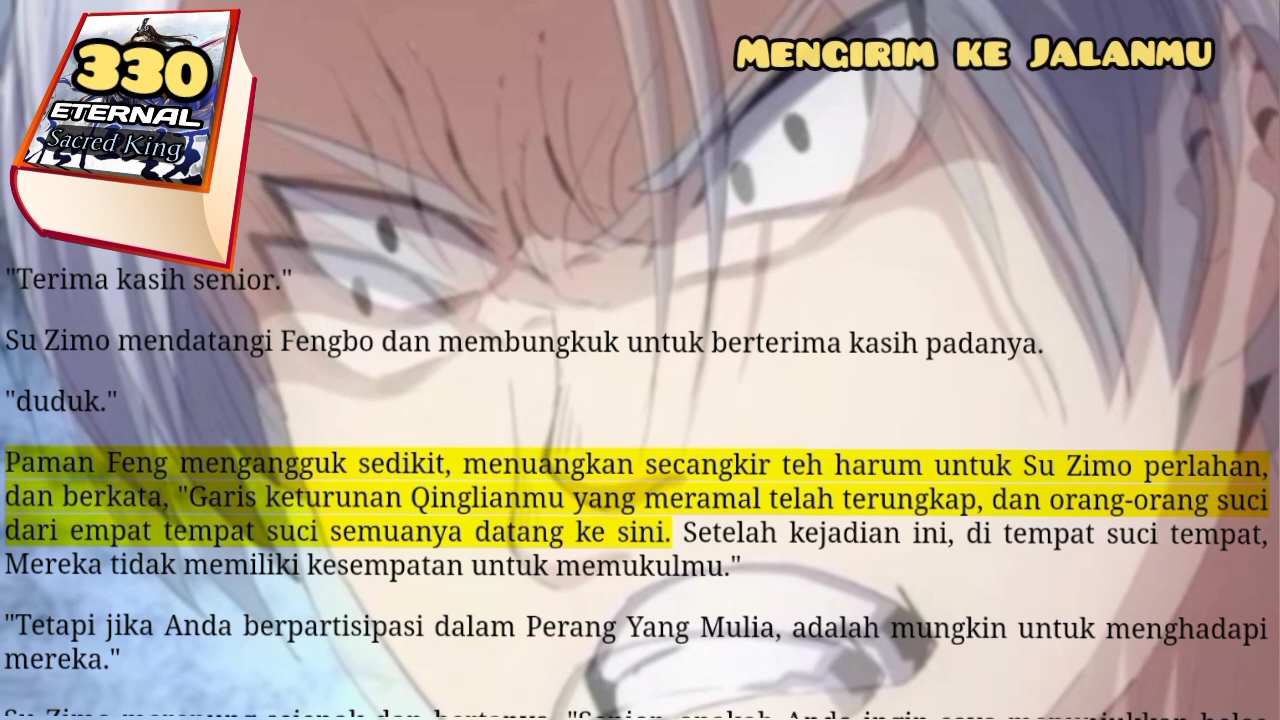 330
ETERNAL
Sacred King
MENGIRIM KE JALANMU
"Terima kasih senior."
Su Zimo mendatangi Fengbo dan membungkuk untuk berterima kasih padanya.
"duduk."
Paman Feng mengangguk sedikit, menuangkan secangkir teh harum untuk Su Zimo perlahan,
dan berkata, "Garis keturunan Qinglianmu yang meramal telah terungkap, dan orang-orang suci
dari empat tempat suci semuanya datang ke sini. Setelah kejadian ini, di tempat suci tempat,
Mereka tidak memiliki kesempatan untuk memukulmu."
"Tetapi jika Anda berpartisipasi dalam Perang Yang Mulia, adalah mungkin untuk menghadapi
mereka."